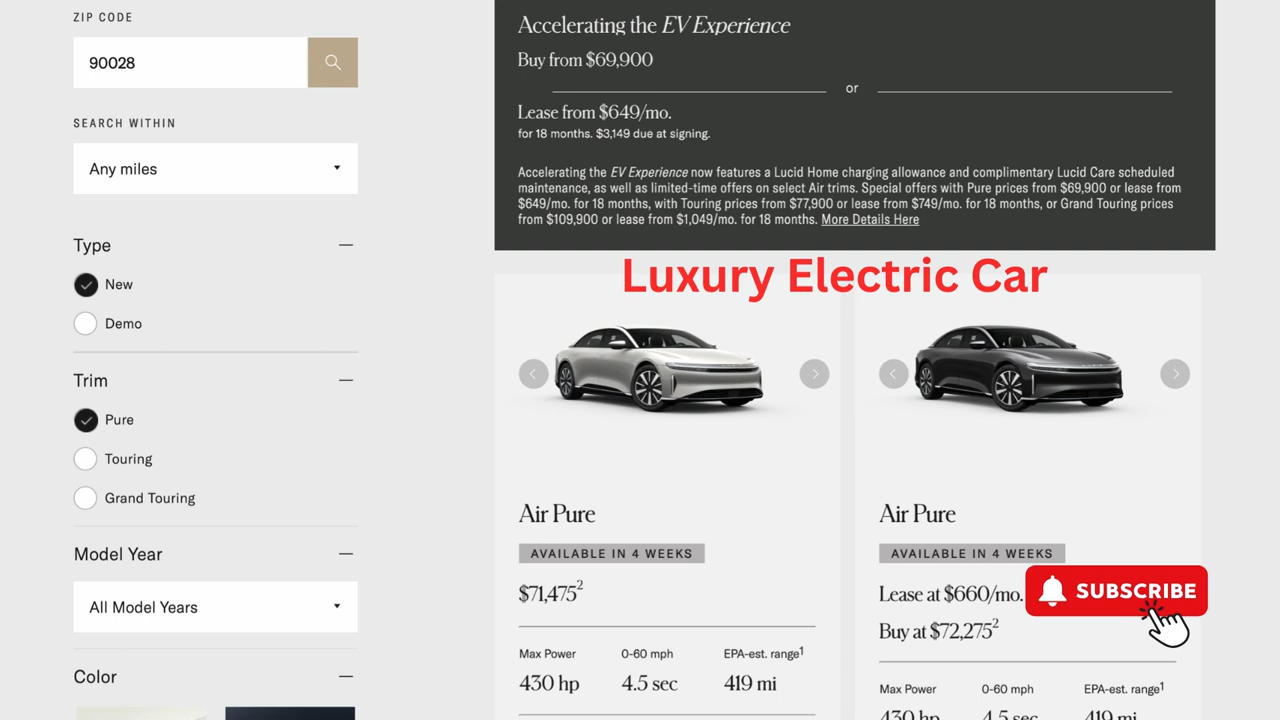 ZIP CODE
90028
SEARCH WITHIN
Any miles
Type
New
Demo
Trim
Pure
Touring
Grand Touring
Model Year
All Model Years
Color
Accelerating the EV Experience
Buy from $69,900
or
Lease from $649/mo.
for 18 months. $3,149 due at signing.
Accelerating the EV Experience now features a Lucid Home charging allowance and complimentary Lucid Care scheduled
maintenance, as well as limited-time offers on select Air trims. Special offers with Pure prices from $69,900 or lease from
$649/mo. for 18 months, with Touring prices from $77,900 or lease from $749/mo. for 18 months, or Grand Touring prices
from $109,900 or lease from $1,049/mo. for 18 months. More Details Here
Luxury Electric Car
Air Pure
AVAILABLE IN 4 WEEKS
$71,475²
Max Power 0-60 mph EPA-est. range¹
430 hp 4.5 sec 419 mi
Air Pure
AVAILABLE IN 4 WEEKS
Lease at $660/mo.
Buy at $72,275²
SUBSCRIBE
Max Power 0-60 mph EPA-est. range¹
430 hp 4.5 sec 419 mi